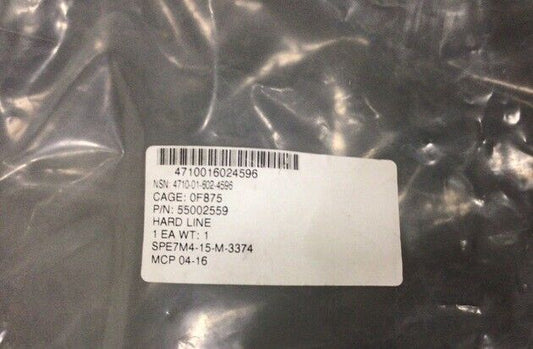 4710016024596
NSN: 4710-01-602-4596
CAGE: 0F875
P/N: 55002559
HARD LINE
1 EA WT: 1
SPE7M4-15-M-3374
MCP 04-16